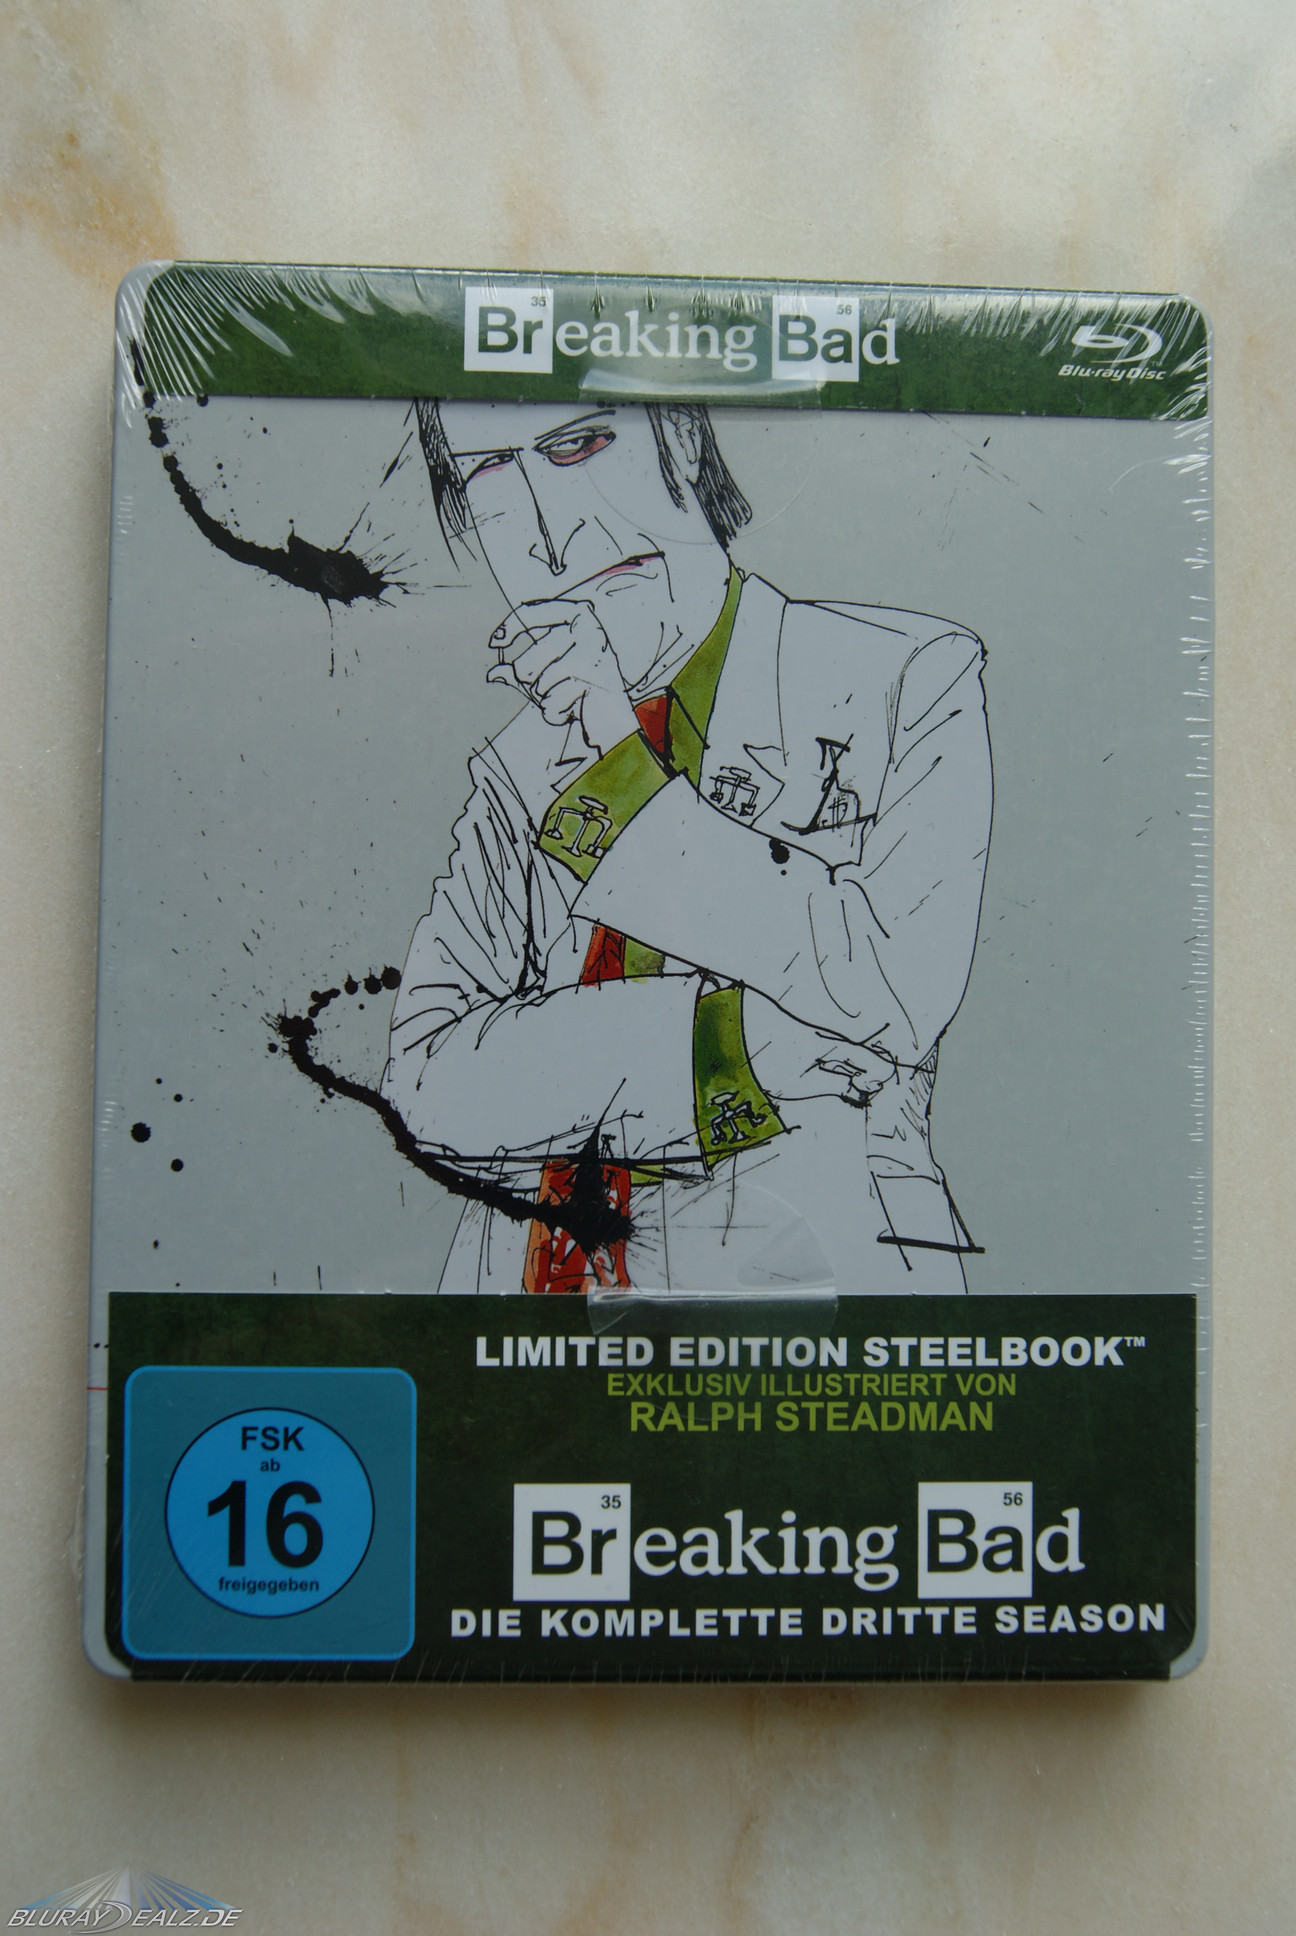 35 56
Breaking Bad
Blu-ray Disc
LIMITED EDITION STEELBOOK™
EXKLUSIV ILLUSTRIERT VON
RALPH STEADMAN
FSK
ab
16
freigegeben
35 56
Breaking Bad
DIE KOMPLETTE DRITTE SEASON
BLURAYDEALZ.DE